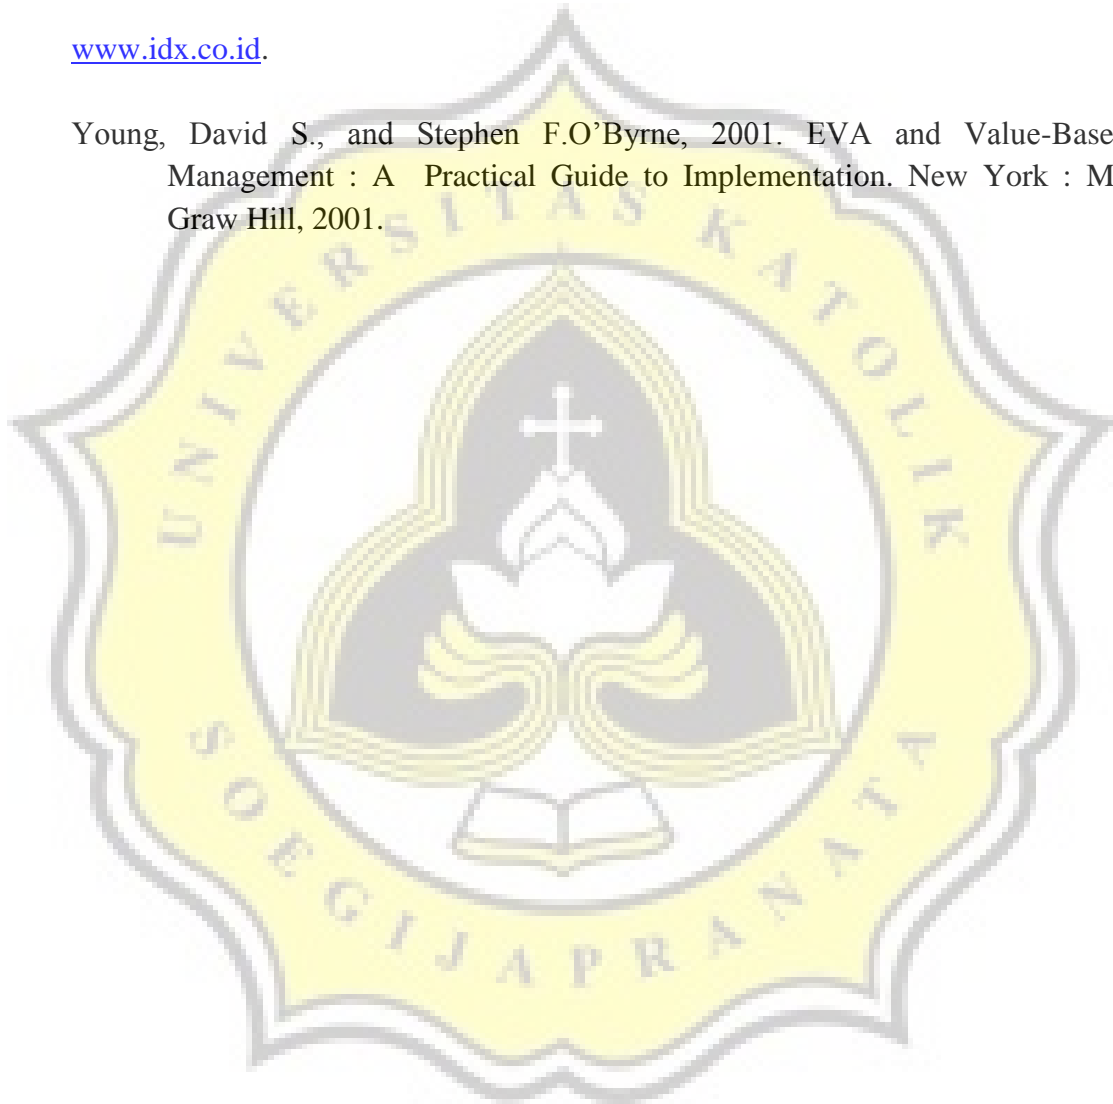 www.idx.co.id.
Young, David S., and Stephen F.O’Byrne, 2001. EVA and Value-Base
Management : A Practical Guide to Implementation. New York : M
Graw Hill, 2001.
UNIVERSITAS KATOLIK
SOEGIJAPRANATA